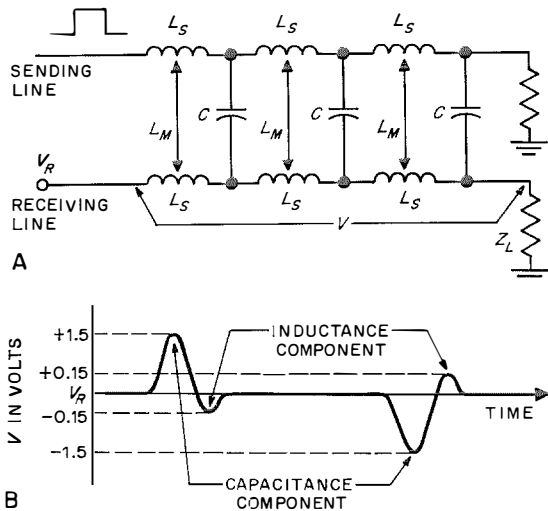 L_S L_S L_S
SENDING
LINE
L_M C L_M C L_M C
V_R
RECEIVING
LINE
L_S L_S L_S
V
Z_L
A
V IN VOLTS
+1.5
+0.15
V_R
−0.15
−1.5
INDUCTANCE
COMPONENT
TIME
CAPACITANCE
COMPONENT
B